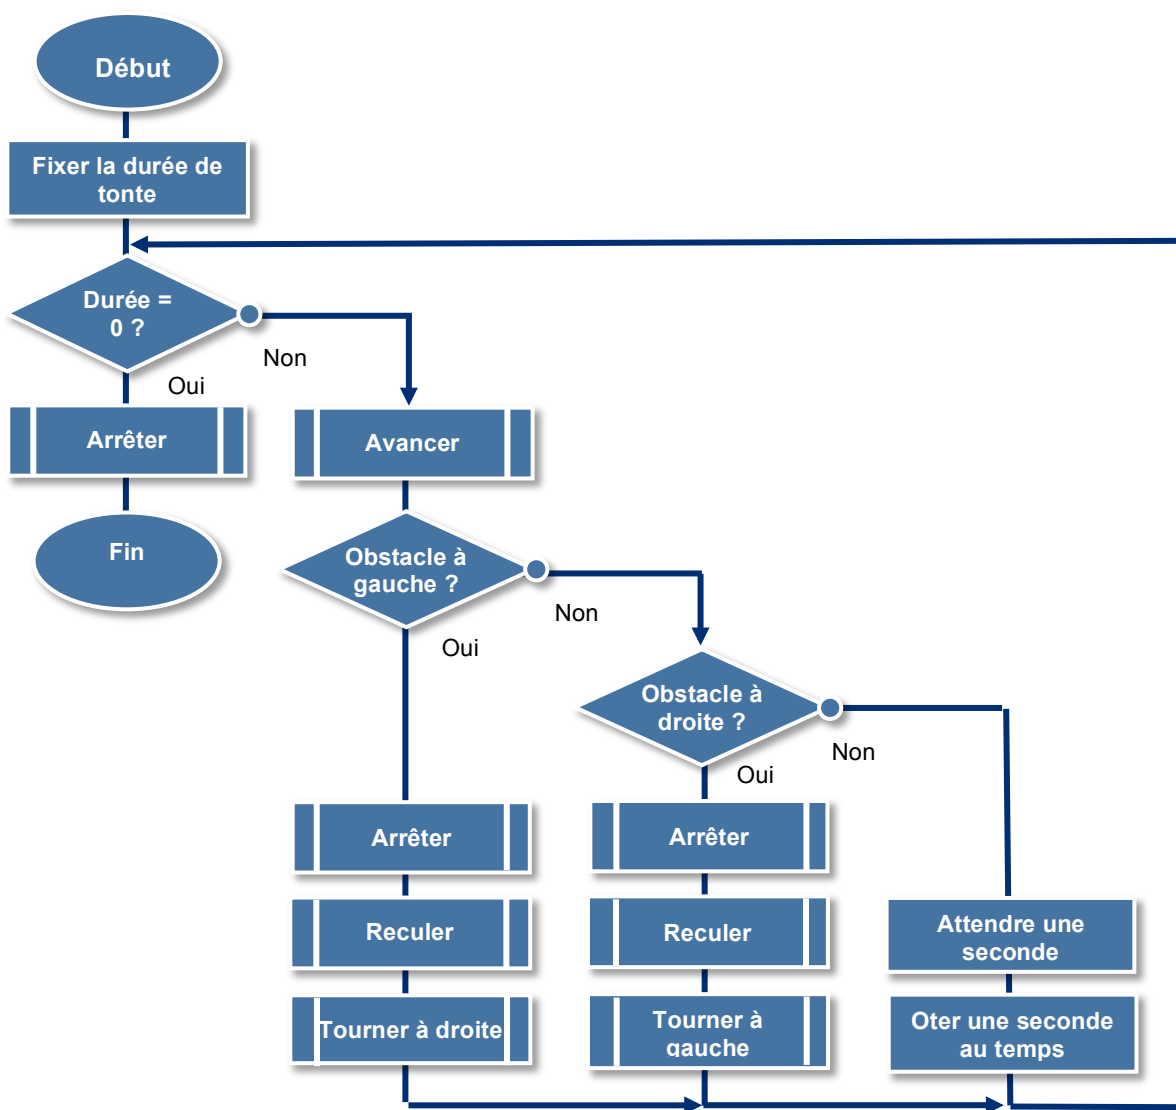 Début
Fixer la durée de
tonte
Durée =
0 ?
Non
Oui
Arrêter
Avancer
Fin
Obstacle à
gauche ?
Non
Oui
Obstacle à
droite ?
Non
Oui
Arrêter
Arrêter
Reculer
Reculer
Attendre une
seconde
Tourner à droite
Tourner à
gauche
Oter une seconde
au temps